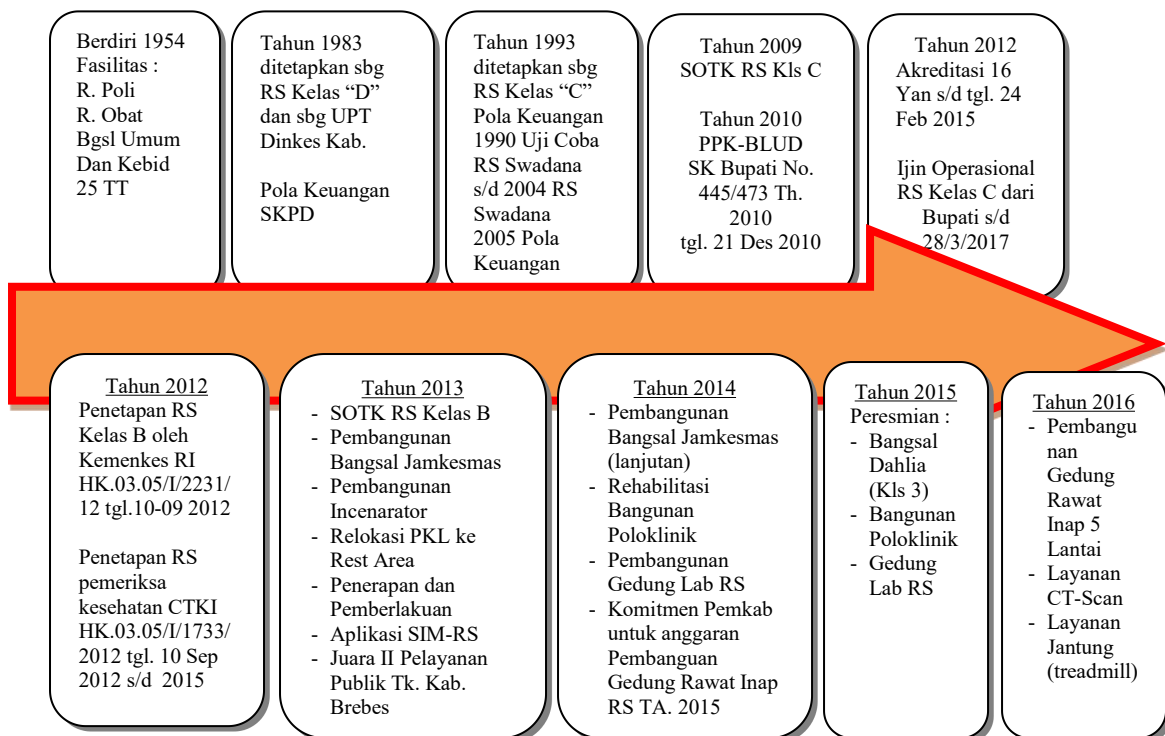 Berdiri 1954
Fasilitas :
R. Poli
R. Obat
Bgsl Umum
Dan Kebid
25 TT
Tahun 1983
ditetapkan sbg
RS Kelas “D”
dan sbg UPT
Dinkes Kab.
Pola Keuangan
SKPD
Tahun 1993
ditetapkan sbg
RS Kelas “C”
Pola Keuangan
1990 Uji Coba
RS Swadana
s/d 2004 RS
Swadana
2005 Pola
Keuangan
Tahun 2009
SOTK RS Kls C
Tahun 2010
PPK-BLUD
SK Bupati No.
445/473 Th.
2010
tgl. 21 Des 2010
Tahun 2012
Akreditasi 16
Yan s/d tgl. 24
Feb 2015
Ijin Operasional
RS Kelas C dari
Bupati s/d
28/3/2017
Tahun 2012
Penetapan RS
Kelas B oleh
Kemenkes RI
HK.03.05/I/2231/
12 tgl.10-09 2012
Penetapan RS
pemeriksa
kesehatan CTKI
HK.03.05/I/1733/
2012 tgl. 10 Sep
2012 s/d 2015
Tahun 2013
- SOTK RS Kelas B
- Pembangunan
Bangsal Jamkesmas
- Pembangunan
Incenarator
- Relokasi PKL ke
Rest Area
- Penerapan dan
Pemberlakuan
- Aplikasi SIM-RS
- Juara II Pelayanan
Publik Tk. Kab.
Brebes
Tahun 2014
- Pembangunan
Bangsal Jamkesmas
(lanjutan)
- Rehabilitasi
Bangunan
Poloklinik
- Pembangunan
Gedung Lab RS
- Komitmen Pemkab
untuk anggaran
Pembanguan
Gedung Rawat Inap
RS TA. 2015
Tahun 2015
Peresmian :
- Bangsal
Dahlia
(Kls 3)
- Bangunan
Poloklinik
- Gedung
Lab RS
Tahun 2016
- Pembangu
nan
Gedung
Rawat
Inap 5
Lantai
- Layanan
CT-Scan
- Layanan
Jantung
(treadmill)